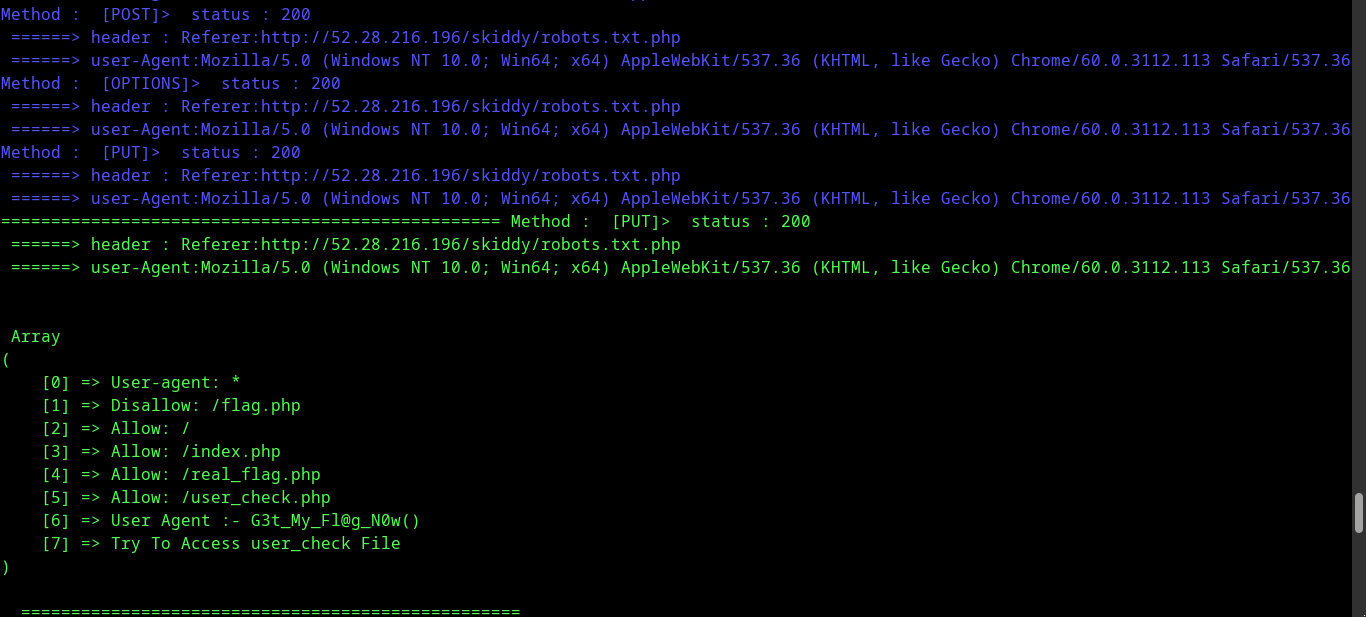 Method :  [POST]>  status : 200
 ======> header : Referer:http://52.28.216.196/skiddy/robots.txt.php
 ======> user-Agent:Mozilla/5.0 (Windows NT 10.0; Win64; x64) AppleWebKit/537.36 (KHTML, like Gecko) Chrome/60.0.3112.113 Safari/537.36
Method :  [OPTIONS]>  status : 200
 ======> header : Referer:http://52.28.216.196/skiddy/robots.txt.php
 ======> user-Agent:Mozilla/5.0 (Windows NT 10.0; Win64; x64) AppleWebKit/537.36 (KHTML, like Gecko) Chrome/60.0.3112.113 Safari/537.36
Method :  [PUT]>  status : 200
 ======> header : Referer:http://52.28.216.196/skiddy/robots.txt.php
 ======> user-Agent:Mozilla/5.0 (Windows NT 10.0; Win64; x64) AppleWebKit/537.36 (KHTML, like Gecko) Chrome/60.0.3112.113 Safari/537.36
================================================== Method :  [PUT]>  status : 200
 ======> header : Referer:http://52.28.216.196/skiddy/robots.txt.php
 ======> user-Agent:Mozilla/5.0 (Windows NT 10.0; Win64; x64) AppleWebKit/537.36 (KHTML, like Gecko) Chrome/60.0.3112.113 Safari/537.36
 Array
(
    [0] => User-agent: *
    [1] => Disallow: /flag.php
    [2] => Allow: /
    [3] => Allow: /index.php
    [4] => Allow: /real_flag.php
    [5] => Allow: /user_check.php
    [6] => User Agent :- G3t_My_Fl@g_N0w()
    [7] => Try To Access user_check File
)
  ==================================================